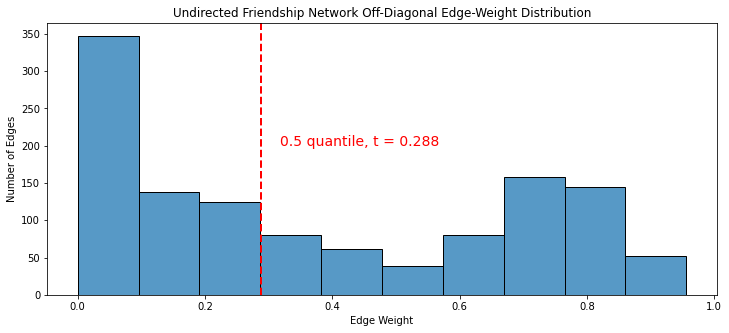 Undirected Friendship Network Off-Diagonal Edge-Weight Distribution
Number of Edges
350
300
250
200
150
100
50
0
0.5 quantile, t = 0.288
0.0 0.2 0.4 0.6 0.8 1.0
Edge Weight